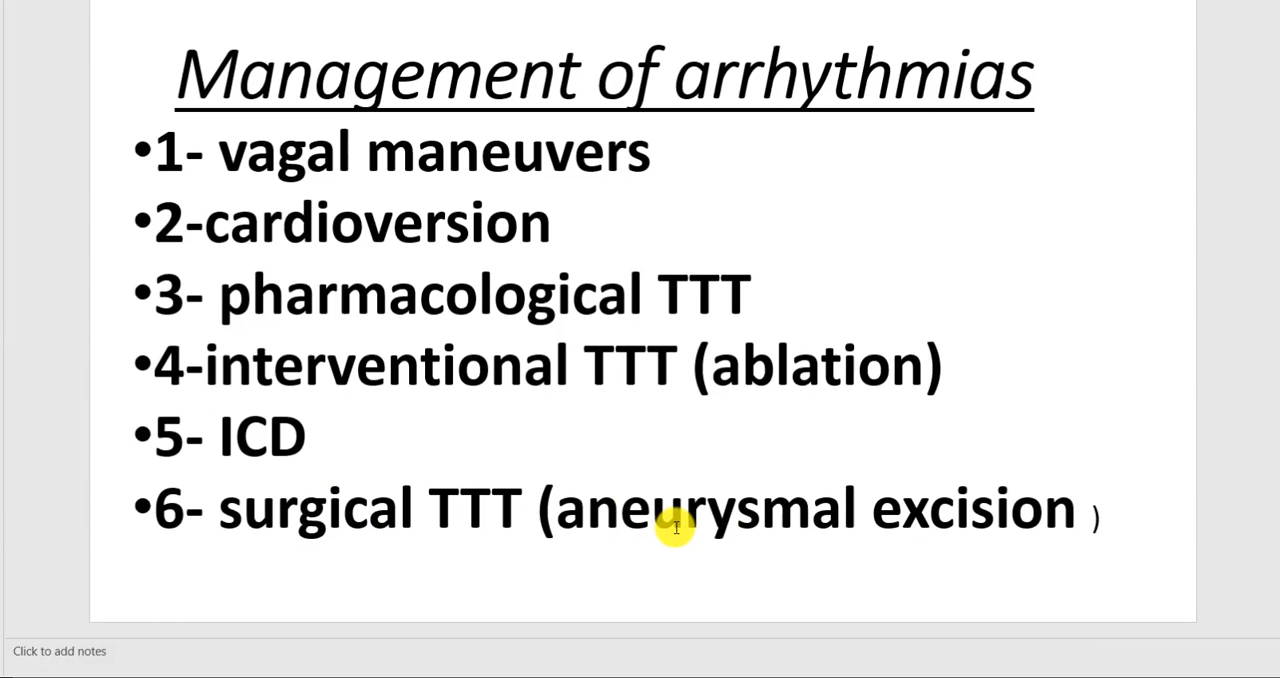 Management of arrhythmias
•1- vagal maneuvers
•2-cardioversion
•3- pharmacological TTT
•4-interventional TTT (ablation)
•5- ICD
•6- surgical TTT (aneurysmal excision )
Click to add notes